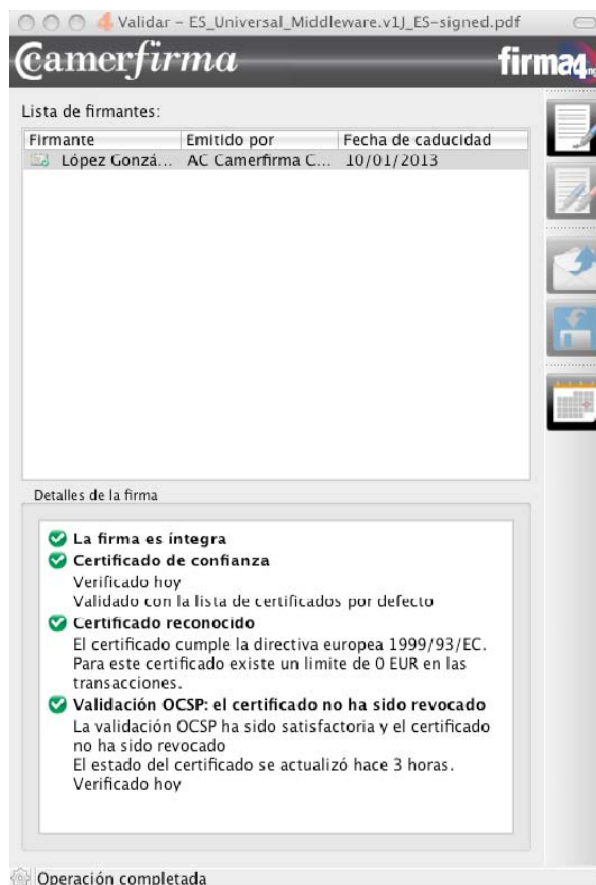 Validar – ES_Universal_Middleware.v1J_ES-signed.pdf
Camerfirma
firma4
Lista de firmantes:
Firmante Emitido por Fecha de caducidad
López Gonzá... AC Camerfirma C... 10/01/2013
Detalles de la firma
La firma es íntegra
Certificado de confianza
Verificado hoy
Validado con la lista de certificados por defecto
Certificado reconocido
El certificado cumple la directiva europea 1999/93/EC.
Para este certificado existe un limite de 0 EUR en las
transacciones.
Validación OCSP: el certificado no ha sido revocado
La validación OCSP ha sido satisfactoria y el certificado
no ha sido revocado
El estado del certificado se actualizó hace 3 horas.
Verificado hoy
Operación completada